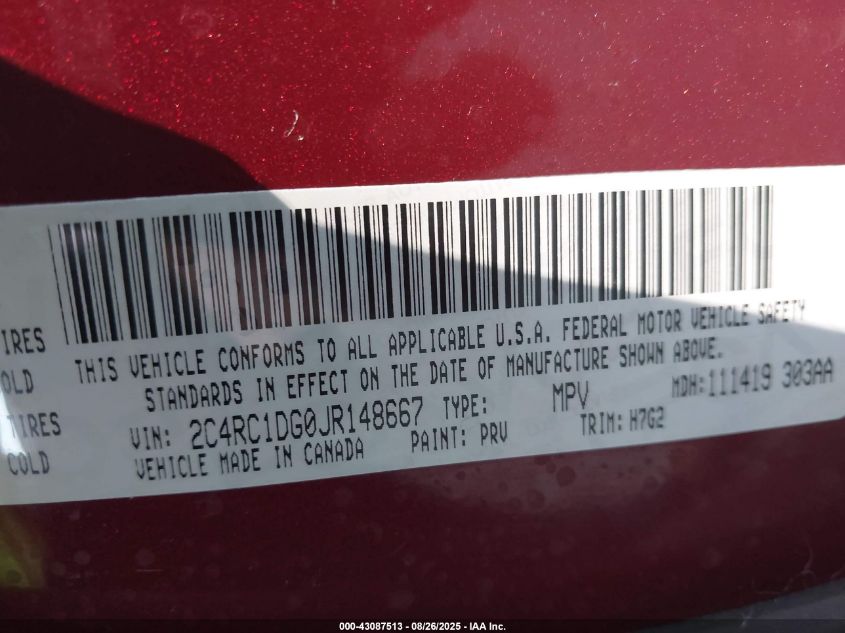 IRES
OLD
TIRES
COLD
THIS VEHICLE CONFORMS TO ALL APPLICABLE U.S.A. FEDERAL MOTOR VEHICLE SAFETY
STANDARDS IN EFFECT ON THE DATE OF MANUFACTURE SHOWN ABOVE.
VIN: 2C4RC1DG0JR148667 TYPE: MPV MDH:111419 303AA
VEHICLE MADE IN CANADA PAINT: PRV TRIM: H7G2
000-43087513 - 08/26/2025 - IAA Inc.